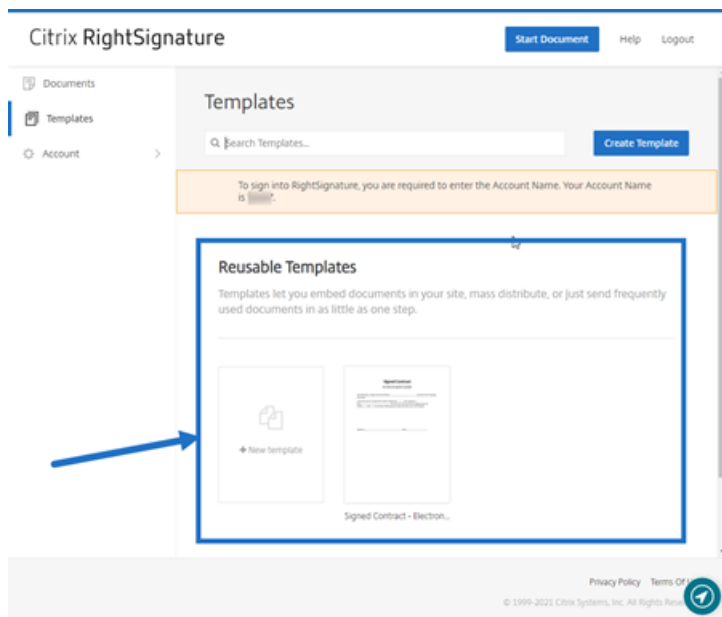 Citrix RightSignature
Start Document
Help
Logout
Documents
Templates
Account
Templates
Search Templates...
Create Template
To sign into RightSignature, you are required to enter the Account Name. Your Account Name
is
Reusable Templates
Templates let you embed documents in your site, mass distribute, or just send frequently
used documents in as little as one step.
+ New template
Signed Contract
Signed Contract - Electron...
Privacy Policy
Terms Of
© 1999-2021 Citrix Systems, Inc. All Rights